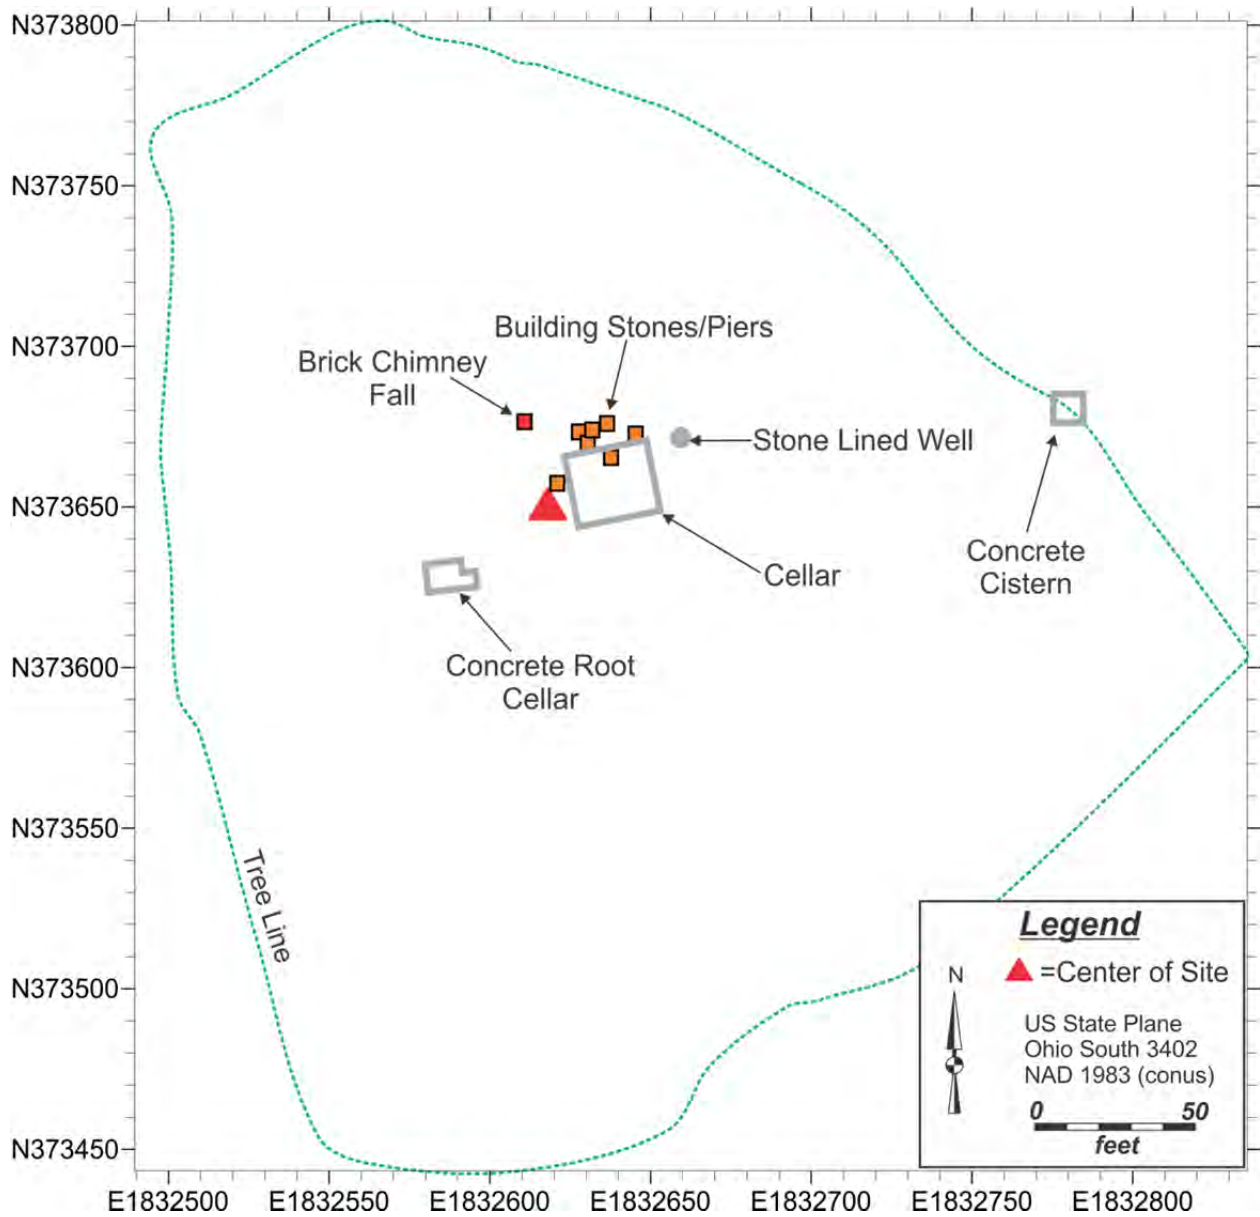 N373800
N373750
N373700
N373650
N373600
N373550
N373500
N373450
Building Stones/Piers
Brick Chimney
Fall
Stone Lined Well
Concrete
Cistern
Cellar
Concrete Root
Cellar
Tree Line
Legend
=Center of Site
N
US State Plane
Ohio South 3402
NAD 1983 (conus)
0 50
feet
E1832500 E1832550 E1832600 E1832650 E1832700 E1832750 E1832800